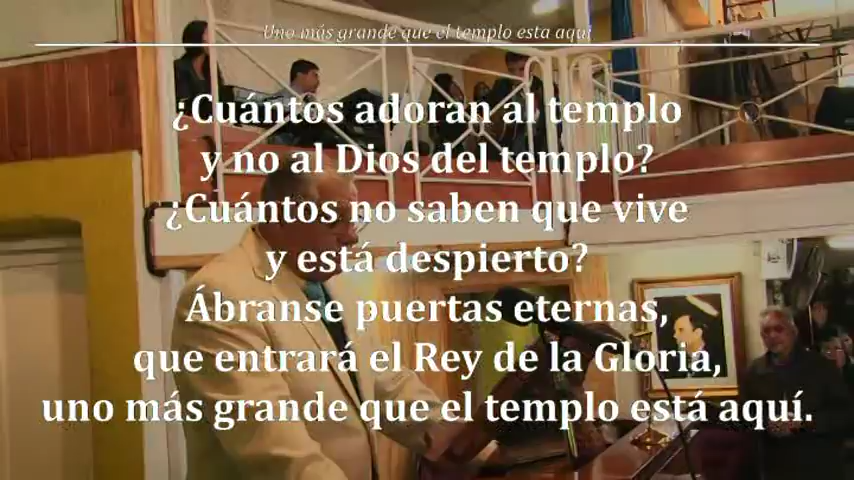 Uno más grande que el templo esta aquí
¿Cuántos adoran al templo
y no al Dios del templo?
¿Cuántos no saben que vive
y está despierto?
Ábranse puertas eternas,
que entrará el Rey de la Gloria,
uno más grande que el templo está aquí.